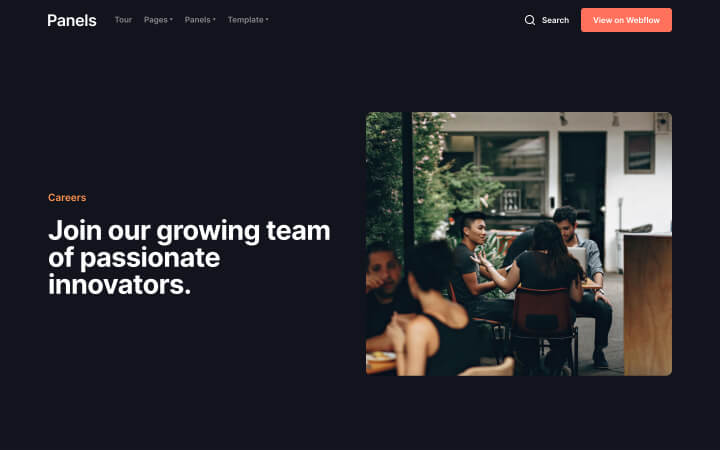 Panels Tour Pages Panels Template Search View on Webflow
Careers
Join our growing team
of passionate
innovators.